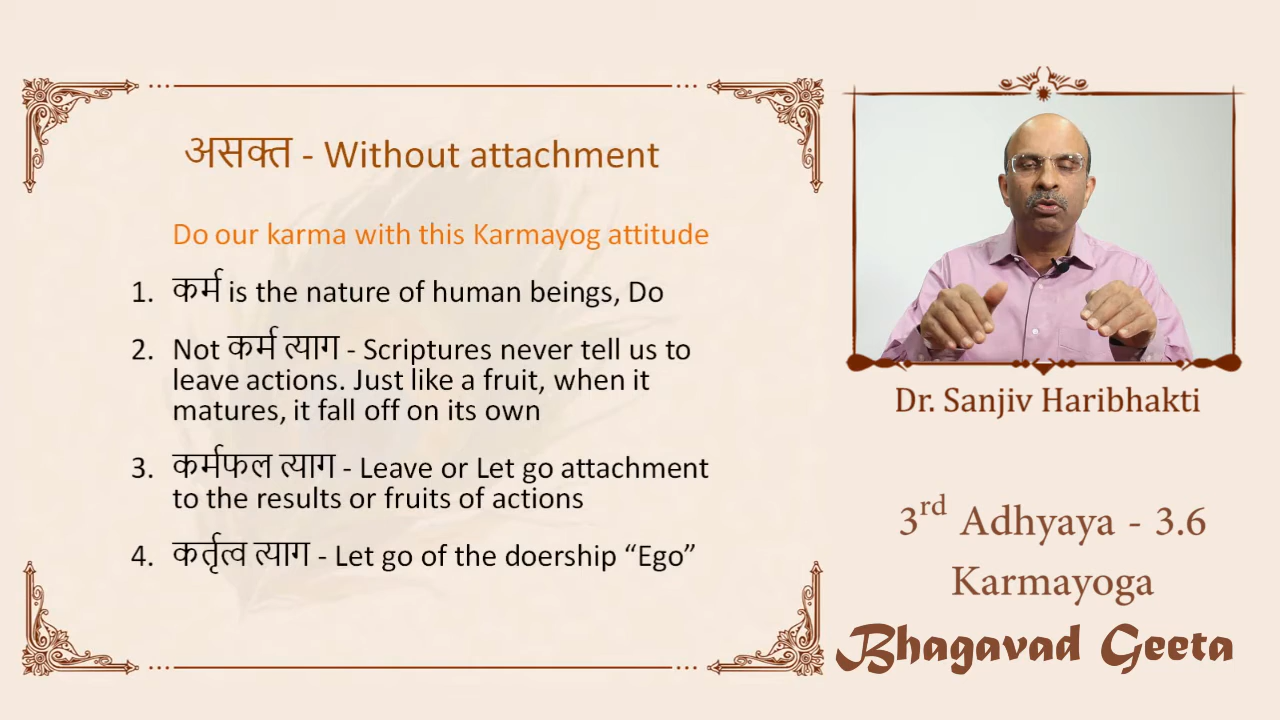 असक्त - Without attachment
Do our karma with this Karmayog attitude
1. कर्म is the nature of human beings, Do
2. Not कर्म त्याग - Scriptures never tell us to
leave actions. Just like a fruit, when it
matures, it fall off on its own
3. कर्मफल त्याग - Leave or Let go attachment
to the results or fruits of actions
4. कर्तृत्व त्याग - Let go of the doership “Ego”
Dr. Sanjiv Haribhakti
3rd Adhyaya - 3.6
Karmayoga
Bhagavad Geeta